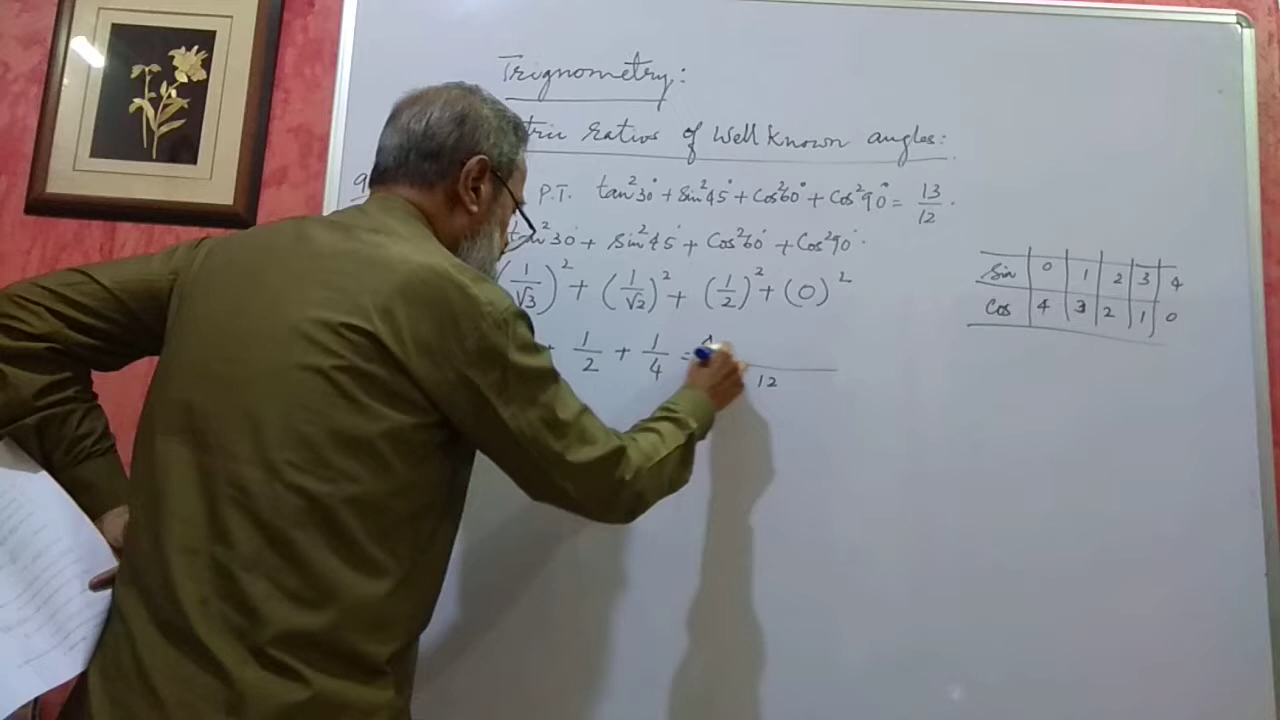 Trignometry:
tric ratios of Well Known angles:
9 P.T. tan²30° + Sin²45° + Cos²60° + Cos²90° = 13/12.
tan²30° + Sin²45° + Cos²60° + Cos²90°.
(1/√3)² + (1/√2)² + (1/2)² + (0)²
+ 1/2 + 1/4 = /12
Sin 0 1 2 3 4
Cos 4 3 2 1 0